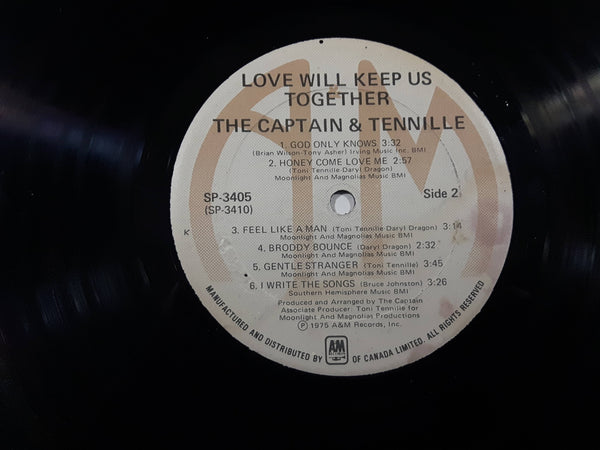 LOVE WILL KEEP US
TOGETHER
THE CAPTAIN & TENNILLE
1. GOD ONLY KNOWS 3:32
(Brian Wilson-Tony Asher) Irving Music Inc. BMI
2. HONEY COME LOVE ME 2:57
(Toni Tennille-Daryl Dragon)
Moonlight And Magnolias Music BMI
SP-3405
(SP-3410)
Side 2
K
3. FEEL LIKE A MAN (Toni Tennille-Daryl Dragon) 3:14
Moonlight And Magnolias Music BMI
4. BRODDY BOUNCE (Daryl Dragon) 2:32
Moonlight And Magnolias Music BMI
5. GENTLE STRANGER (Toni Tennille) 3:45
Moonlight And Magnolias Music BMI
6. I WRITE THE SONGS (Bruce Johnston) 3:26
Southern Hemisphere Music BMI
Produced and Arranged by The Captain
Associate Producer: Toni Tennille for
Moonlight and Magnolias Productions
℗ 1975 A&M Records, Inc.
MANUFACTURED AND DISTRIBUTED BY A&M RECORDS OF CANADA LIMITED. ALL RIGHTS RESERVED